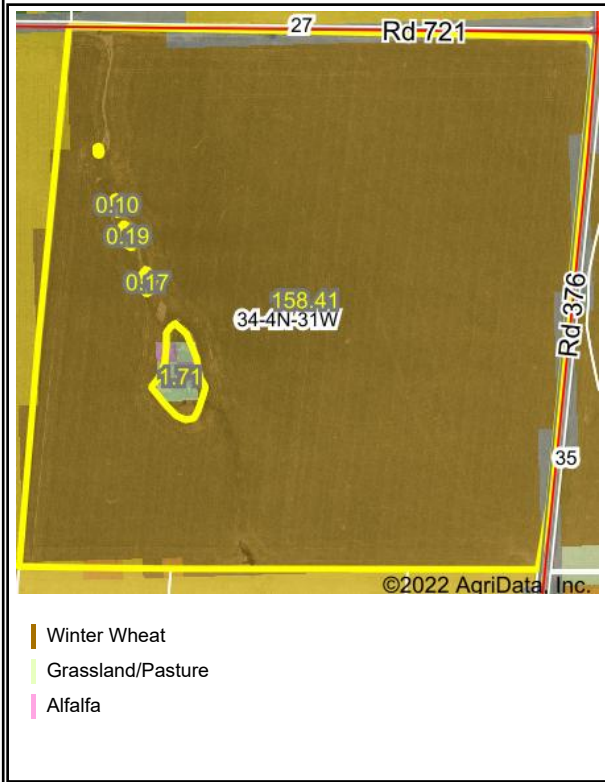 27
Rd 721
0.10
0.19
0.17
158.41
34-4N-31W
Rd 376
1.71
35
©2022 AgriData, Inc.
Winter Wheat
Grassland/Pasture
Alfalfa